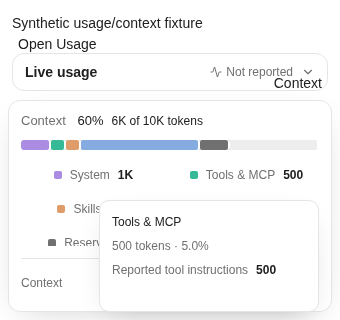 Synthetic usage/context fixture
Open Usage
Live usage Not reported
Context
Context 60% 6K of 10K tokens
System 1K Tools & MCP 500
Skills
Tools & MCP
500 tokens · 5.0%
Reported tool instructions 500
Context